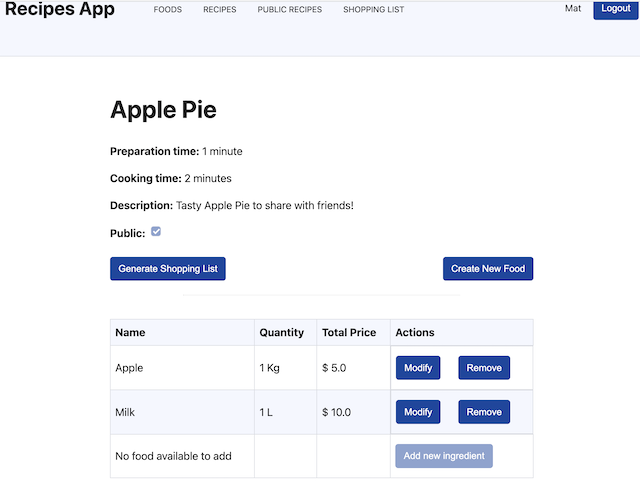 Recipes App FOODS RECIPES PUBLIC RECIPES SHOPPING LIST Mat Logout
Apple Pie
Preparation time: 1 minute
Cooking time: 2 minutes
Description: Tasty Apple Pie to share with friends!
Public:
Generate Shopping List Create New Food
Name Quantity Total Price Actions
Apple 1 Kg $ 5.0 Modify Remove
Milk 1 L $ 10.0 Modify Remove
No food available to add Add new ingredient